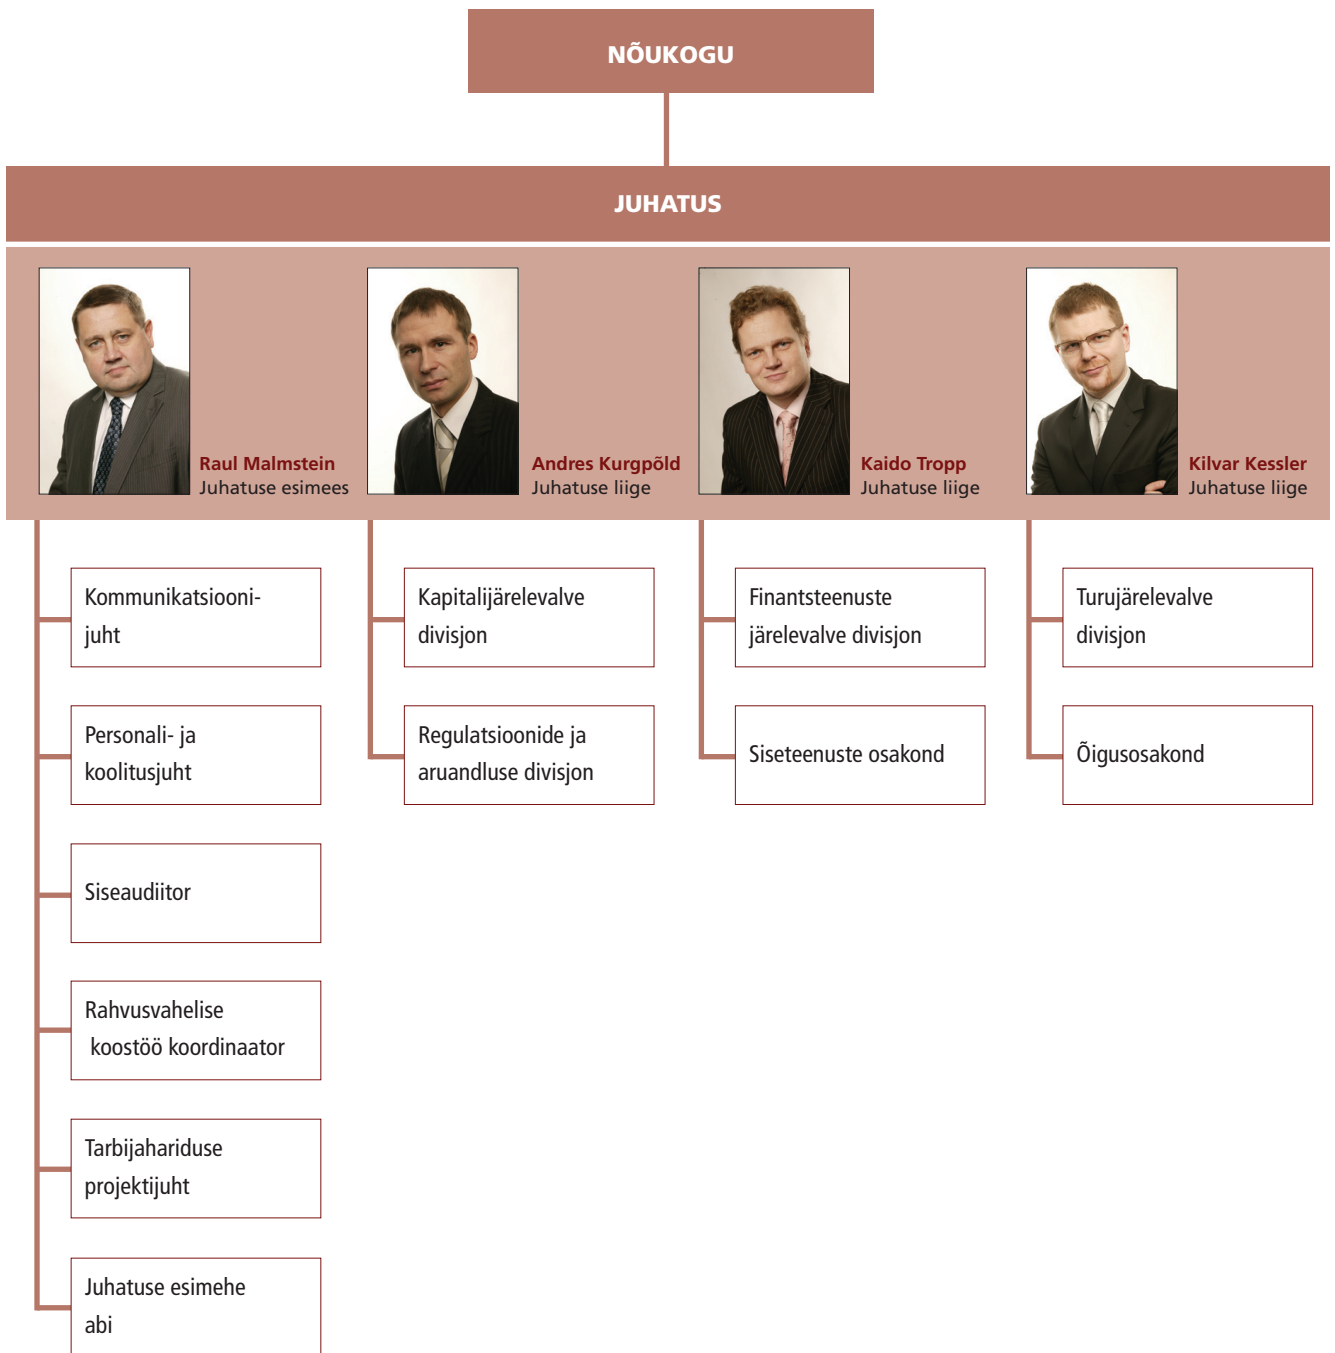 NÕUKOGU
JUHATUS
Raul Malmstein
Juhatuse esimees
Andres Kurgpõld
Juhatuse liige
Kaido Tropp
Juhatuse liige
Kilvar Kessler
Juhatuse liige
Kommunikatsiooni-
juht
Personali- ja
koolitusjuht
Siseaudiitor
Rahvusvahelise
koostöö koordinaator
Tarbijahariduse
projektijuht
Juhatuse esimehe
abi
Kapitalijärelevalve
divisjon
Regulatsioonide ja
aruandluse divisjon
Finantsteenuste
järelevalve divisjon
Siseteenuste osakond
Turujärelevalve
divisjon
Õigusosakond